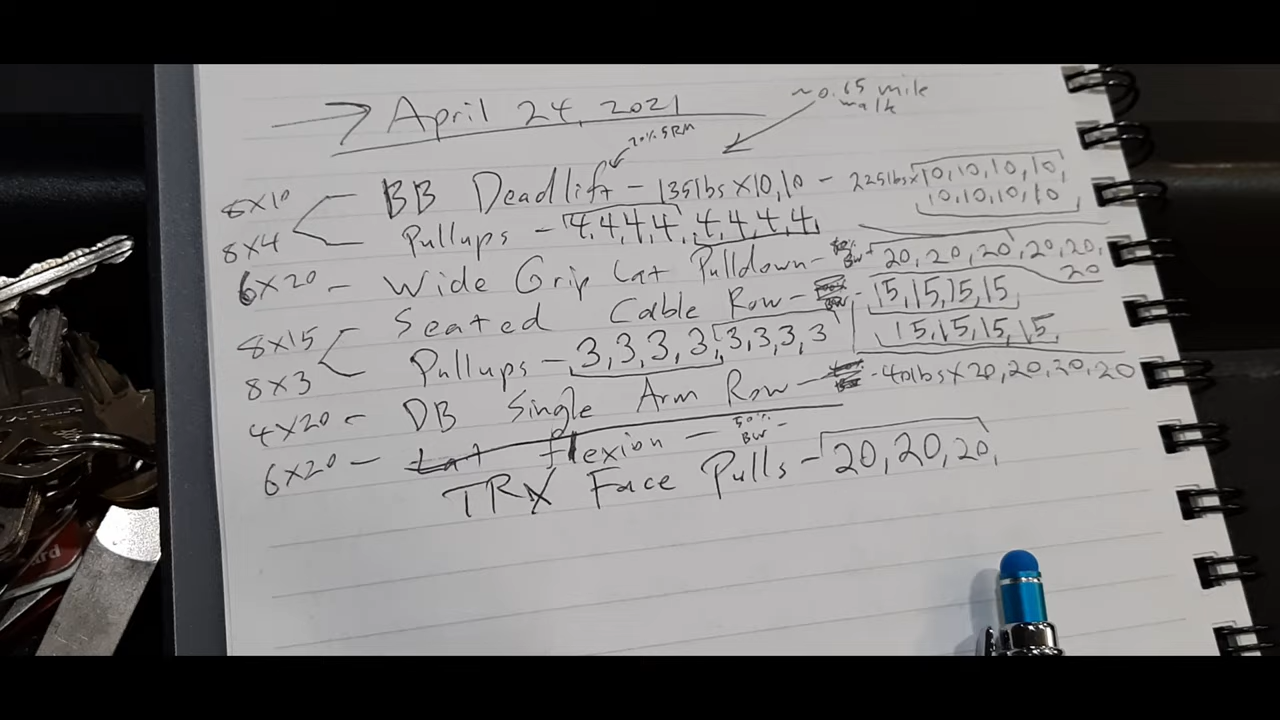 → April 24, 2021
~0.65 mile
walk
8x10 BB Deadlift - 135lbs x 10,10 - 225lbs x 10,10,10,10,
10,10,10,10
8x4 Pullups - 4,4,4,4, 4,4,4,4,
6x20 - Wide Grip Lat Pulldown - BW 20,20,20,20,20,
20
8x15 Seated Cable Row - BW - 15,15,15,15
15,15,15,15,
8x3 Pullups - 3,3,3,3,3,3,3,3
4x20 - DB Single Arm Row - 40lbs x 20,20,20,20
6x20 - Lat flexion - 50% BW -
TRX Face Pulls - 20,20,20,
ard